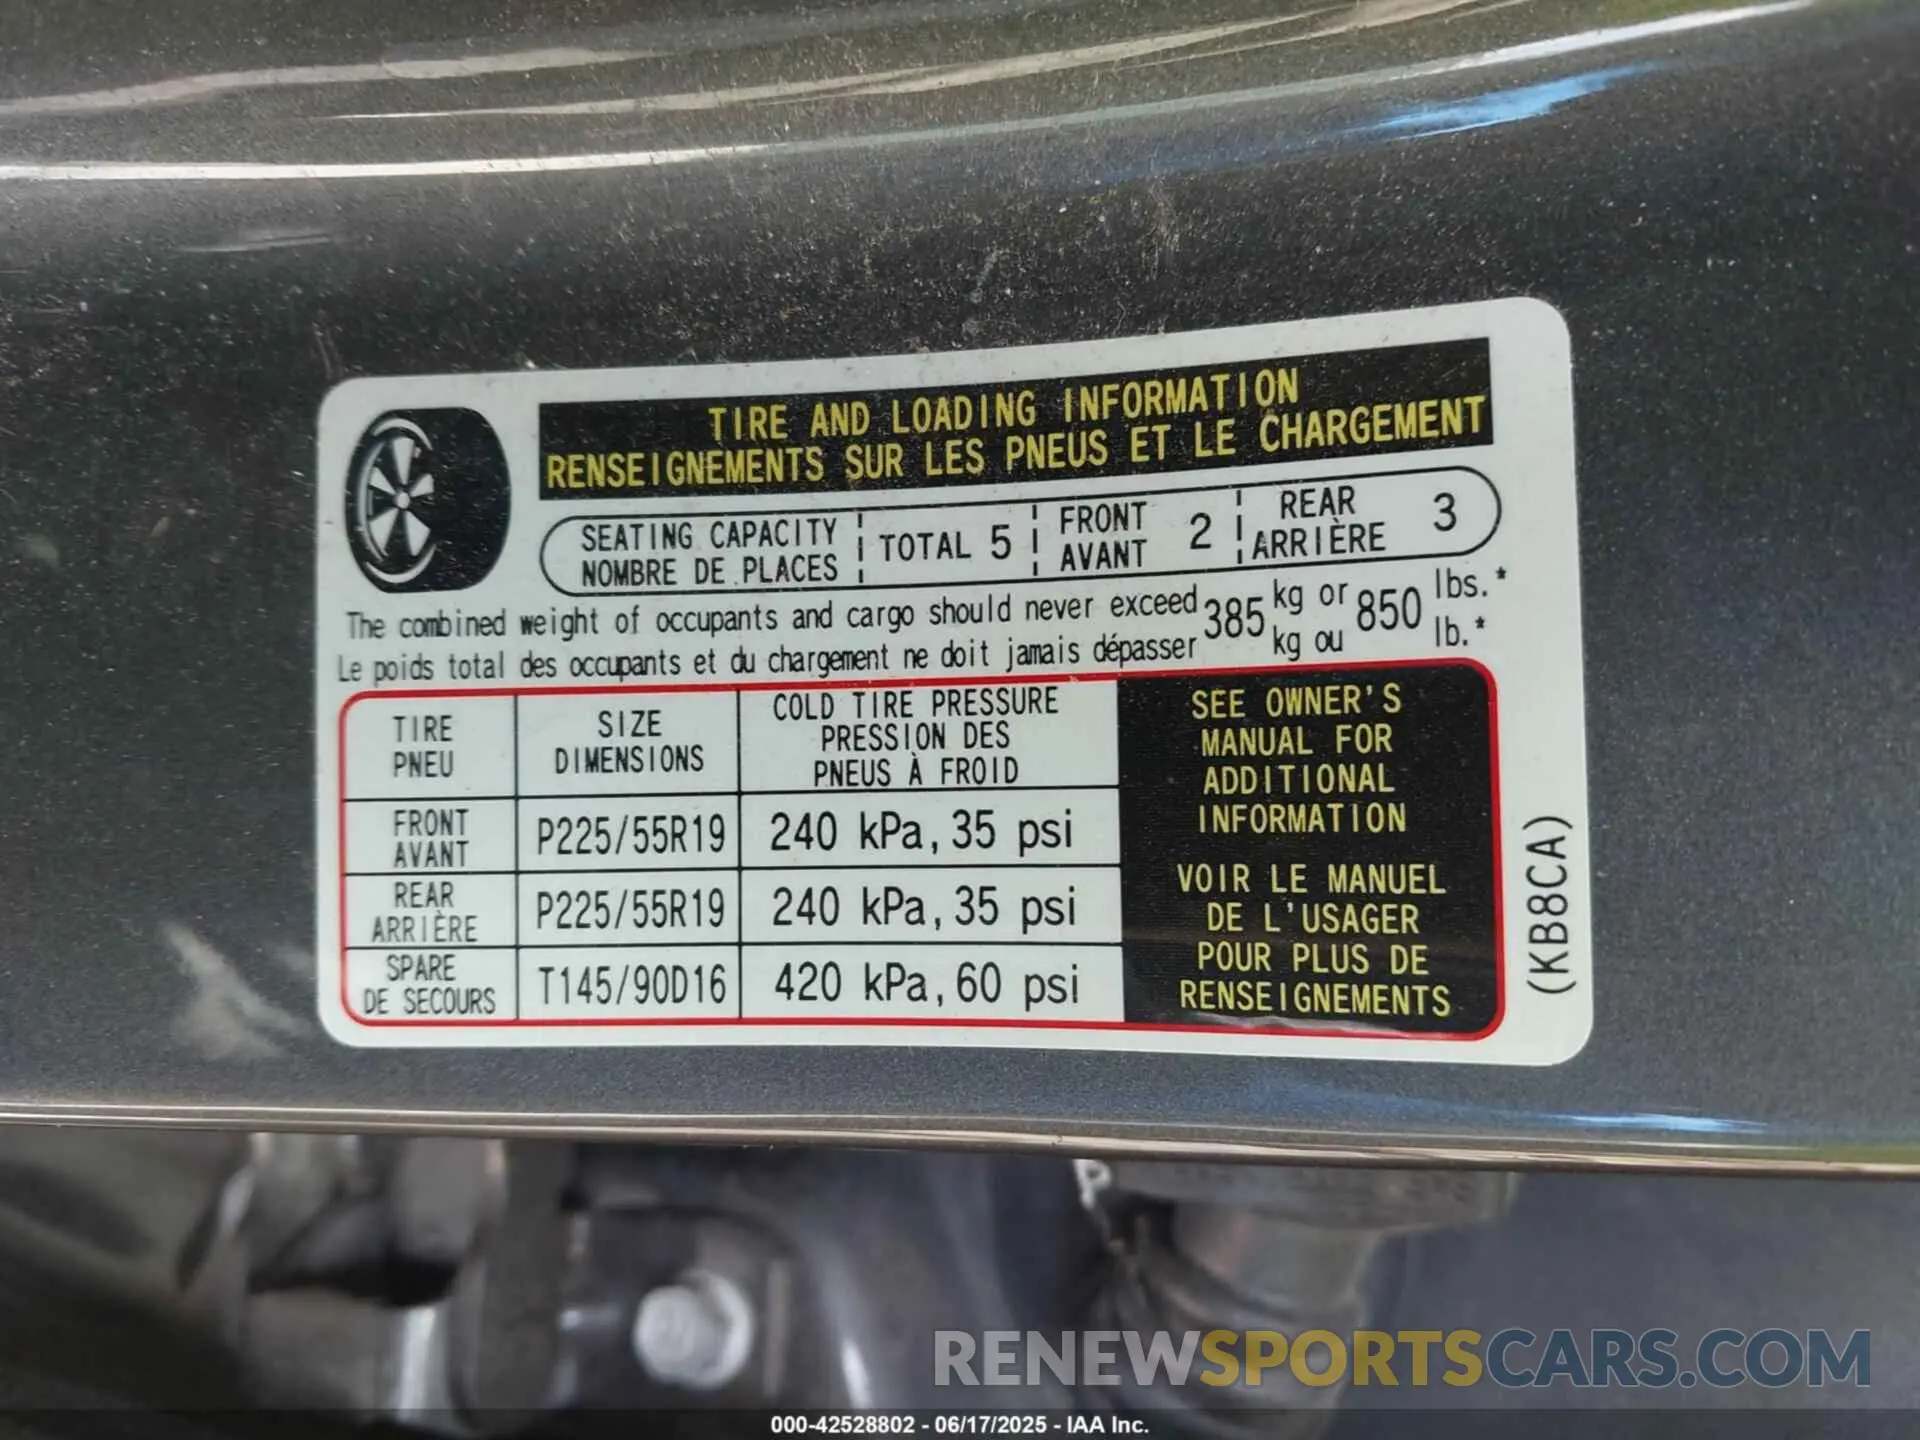 TIRE AND LOADING INFORMATION
RENSEIGNEMENTS SUR LES PNEUS ET LE CHARGEMENT
SEATING CAPACITY
NOMBRE DE PLACES
TOTAL 5
FRONT
AVANT
2
REAR
ARRIÈRE
3
The combined weight of occupants and cargo should never exceed 385 kg or 850 lbs.*
Le poids total des occupants et du chargement ne doit jamais dépasser kg ou lb.*
TIRE
PNEU
SIZE
DIMENSIONS
COLD TIRE PRESSURE
PRESSION DES
PNEUS À FROID
FRONT
AVANT
P225/55R19
240 kPa, 35 psi
REAR
ARRIÈRE
P225/55R19
240 kPa, 35 psi
SPARE
DE SECOURS
T145/90D16
420 kPa, 60 psi
SEE OWNER'S
MANUAL FOR
ADDITIONAL
INFORMATION
VOIR LE MANUEL
DE L'USAGER
POUR PLUS DE
RENSEIGNEMENTS
(KB8CA)
RENEWSPORTSCARS.COM
000-42528802 - 06/17/2025 - IAA Inc.